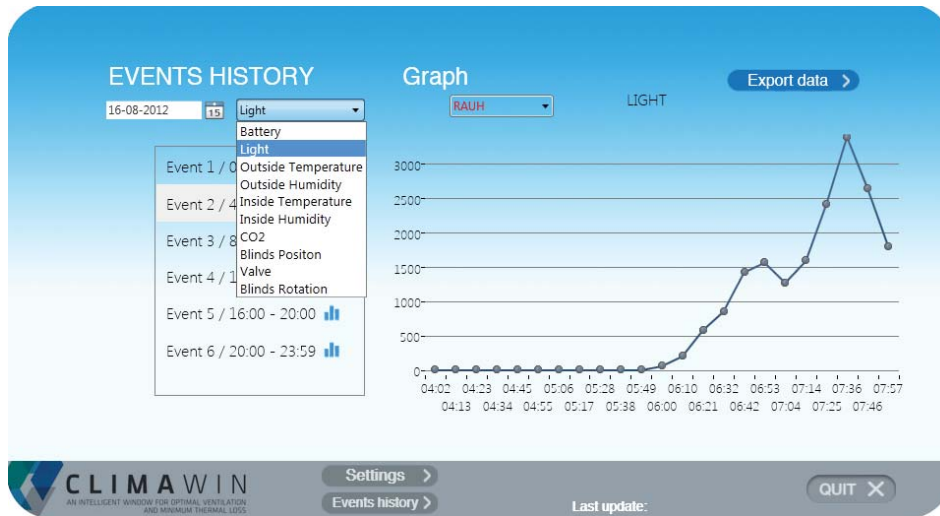 EVENTS HISTORY
Graph
Export data >
16-08-2012
15
Light
RAUH
LIGHT
Battery
Light
Outside Temperature
Outside Humidity
Inside Temperature
Inside Humidity
CO2
Blinds Positon
Valve
Blinds Rotation
Event 1 / 0
Event 2 / 4
Event 3 / 8
Event 4 / 1
Event 5 / 16:00 - 20:00
Event 6 / 20:00 - 23:59
3000
2500
2000
1500
1000
500
0
04:02 04:23 04:45 05:06 05:28 05:49 06:10 06:32 06:53 07:14 07:36 07:57
04:13 04:34 04:55 05:17 05:38 06:00 06:21 06:42 07:04 07:25 07:46
CLIMAWIN
AN INTELLIGENT WINDOW FOR OPTIMAL VENTILATION
AND MINIMUM THERMAL LOSS
Settings >
Events history >
Last update:
QUIT X